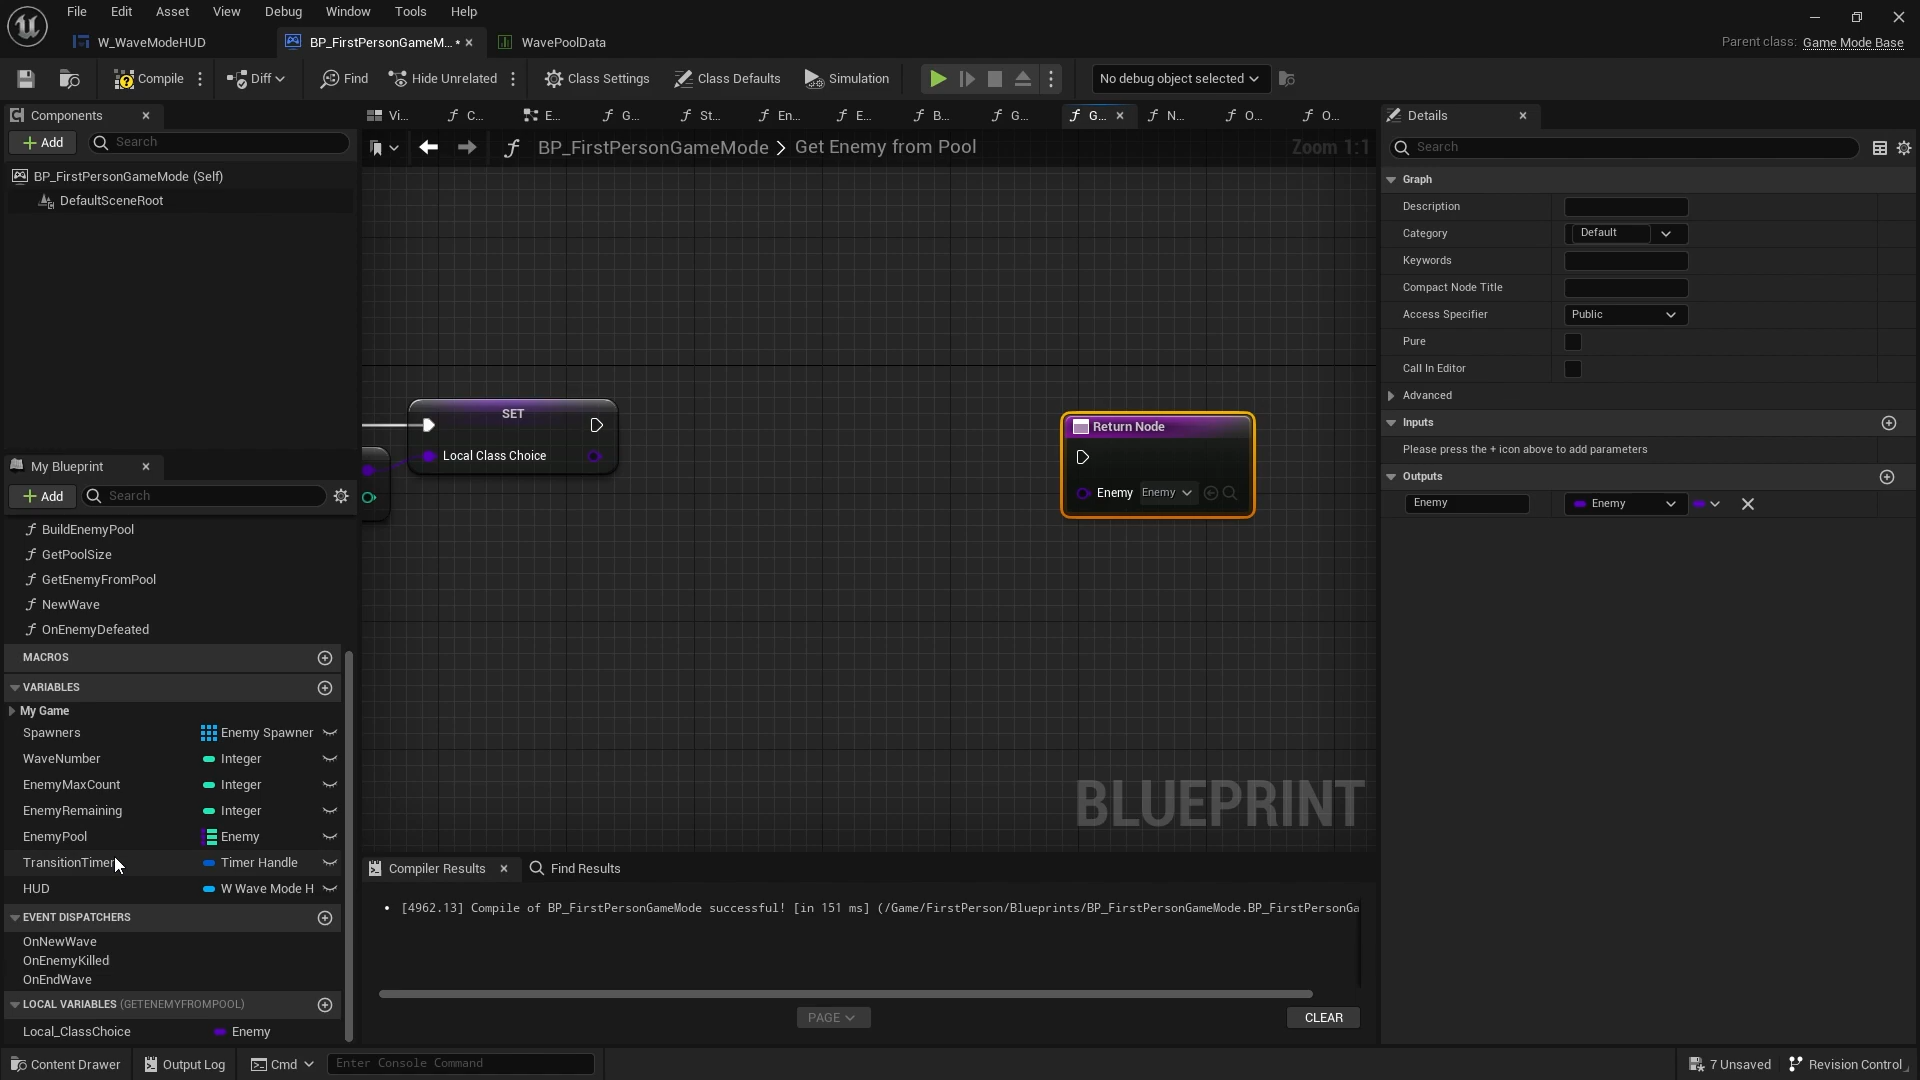 File Edit Asset View Debug Window Tools Help
W_WaveModeHUD BP_FirstPersonGameM... • WavePoolData
Parent class: Game Mode Base
Compile Diff Find Hide Unrelated Class Settings Class Defaults Simulation No debug object selected
Components
Vi... C... E... G... St... En... E... B... G... G... N... O... O...
Details
Add Search
BP_FirstPersonGameMode > Get Enemy from Pool Zoom 1:1
Search
BP_FirstPersonGameMode (Self)
DefaultSceneRoot
Graph
Description
Category Default
Keywords
Compact Node Title
Access Specifier Public
Pure
Call In Editor
Advanced
Inputs
Please press the + icon above to add parameters
Outputs
Enemy Enemy
SET
Local Class Choice
Return Node
Enemy Enemy
BLUEPRINT
My Blueprint
Add Search
BuildEnemyPool
GetPoolSize
GetEnemyFromPool
NewWave
OnEnemyDefeated
MACROS
VARIABLES
My Game
Spawners Enemy Spawner
WaveNumber Integer
EnemyMaxCount Integer
EnemyRemaining Integer
EnemyPool Enemy
TransitionTimer Timer Handle
HUD W Wave Mode H
EVENT DISPATCHERS
OnNewWave
OnEnemyKilled
OnEndWave
LOCAL VARIABLES (GETENEMYFROMPOOL)
Local_ClassChoice Enemy
Compiler Results Find Results
• [4962.13] Compile of BP_FirstPersonGameMode successful! [in 151 ms] (/Game/FirstPerson/Blueprints/BP_FirstPersonGameMode.BP_FirstPersonGa
PAGE CLEAR
Content Drawer Output Log Cmd Enter Console Command 7 Unsaved Revision Control